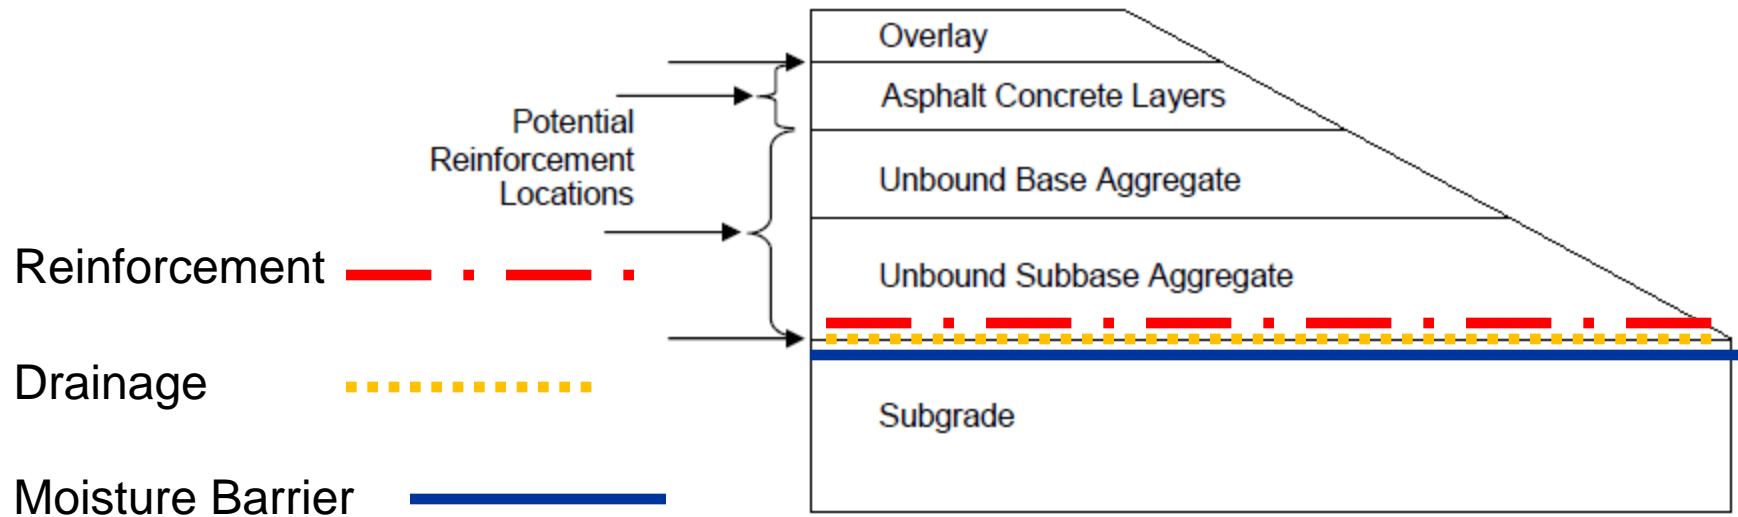 Overlay
Asphalt Concrete Layers
Potential
Reinforcement
Locations
Unbound Base Aggregate
Reinforcement
Unbound Subbase Aggregate
Drainage
Subgrade
Moisture Barrier